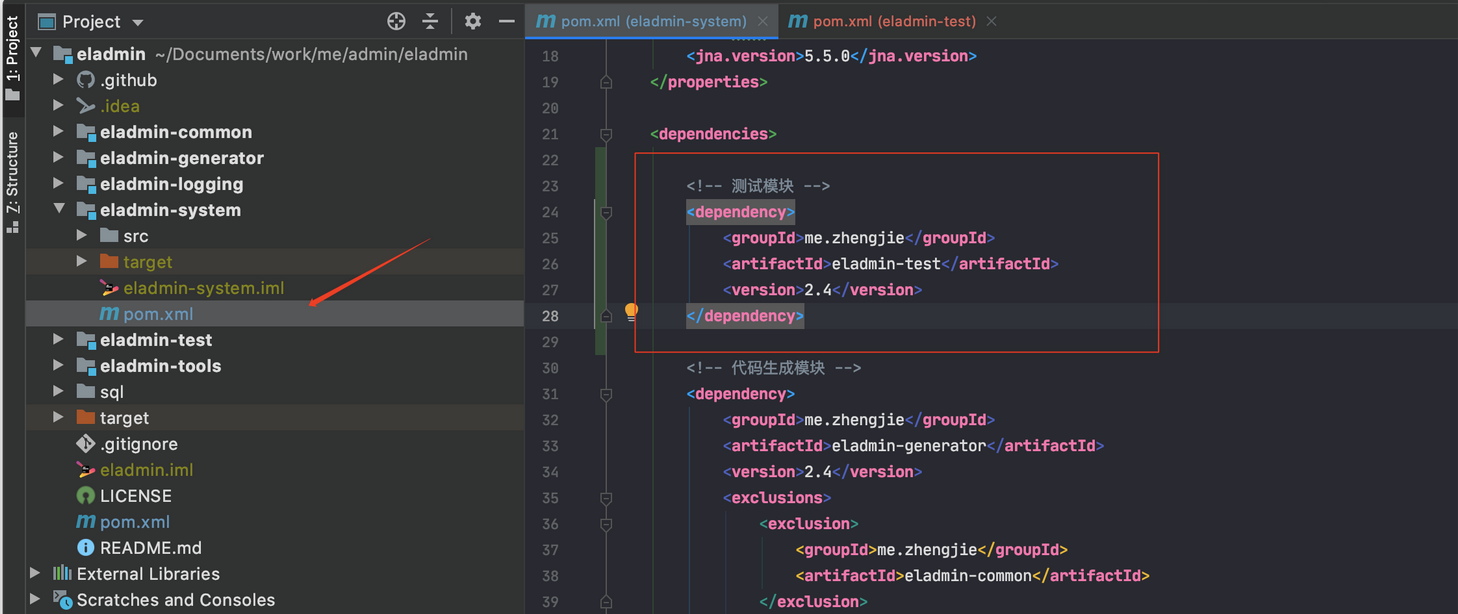 Project
pom.xml (eladmin-system)
pom.xml (eladmin-test)
1: Project
Z: Structure
eladmin ~/Documents/work/me/admin/eladmin
.github
.idea
eladmin-common
eladmin-generator
eladmin-logging
eladmin-system
src
target
eladmin-system.iml
pom.xml
eladmin-test
eladmin-tools
sql
target
.gitignore
eladmin.iml
LICENSE
pom.xml
README.md
External Libraries
Scratches and Consoles
18 <jna.version>5.5.0</jna.version>
19 </properties>
20
21 <dependencies>
22
23 <!-- 测试模块 -->
24 <dependency>
25 <groupId>me.zhengjie</groupId>
26 <artifactId>eladmin-test</artifactId>
27 <version>2.4</version>
28 </dependency>
29
30 <!-- 代码生成模块 -->
31 <dependency>
32 <groupId>me.zhengjie</groupId>
33 <artifactId>eladmin-generator</artifactId>
34 <version>2.4</version>
35 <exclusions>
36 <exclusion>
37 <groupId>me.zhengjie</groupId>
38 <artifactId>eladmin-common</artifactId>
39 </exclusion>